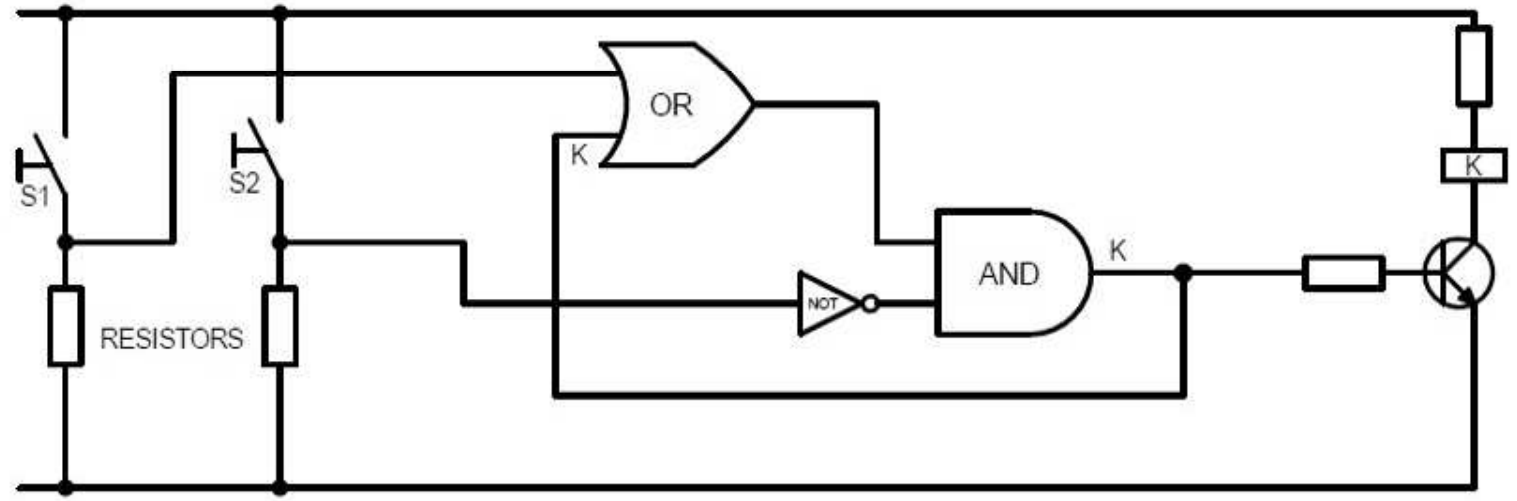 OR
K
K
S1
S2
K
AND
NOT
RESISTORS